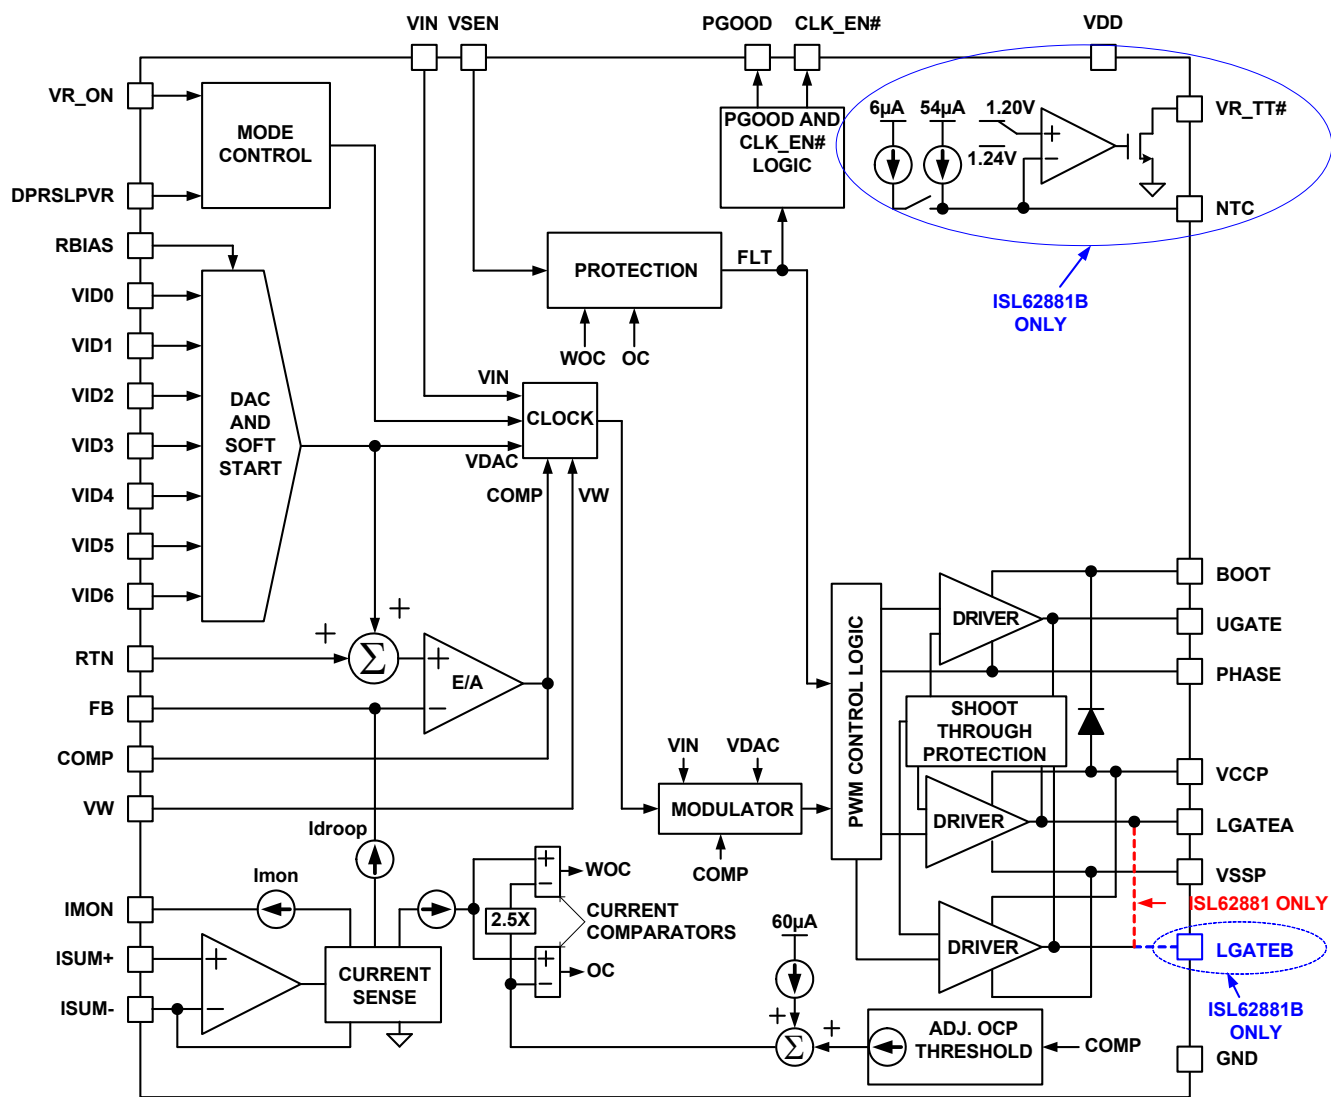 VIN VSEN PGOOD CLK_EN# VDD
VR_ON
MODE
CONTROL
DPRSLPVR
PGOOD AND
CLK_EN#
LOGIC
6µA 54µA 1.20V
1.24V
+
−
VR_TT#
NTC
ISL62881B
ONLY
RBIAS
VID0
VID1
VID2
VID3
VID4
VID5
VID6
DAC
AND
SOFT
START
PROTECTION
FLT
WOC OC
VIN
CLOCK
VDAC
COMP VW
+
+
Σ
+
E/A
−
RTN
FB
COMP
VW
VIN VDAC
MODULATOR
COMP
PWM CONTROL LOGIC
DRIVER
SHOOT
THROUGH
PROTECTION
DRIVER
DRIVER
BOOT
UGATE
PHASE
VCCP
LGATEA
VSSP
ISL62881 ONLY
LGATEB
ISL62881B
ONLY
GND
Idroop
Imon
IMON
ISUM+
+
ISUM-
−
CURRENT
SENSE
+
−
WOC
2.5X
CURRENT
COMPARATORS
+
−
OC
60µA
+
+
Σ
ADJ. OCP
THRESHOLD
COMP